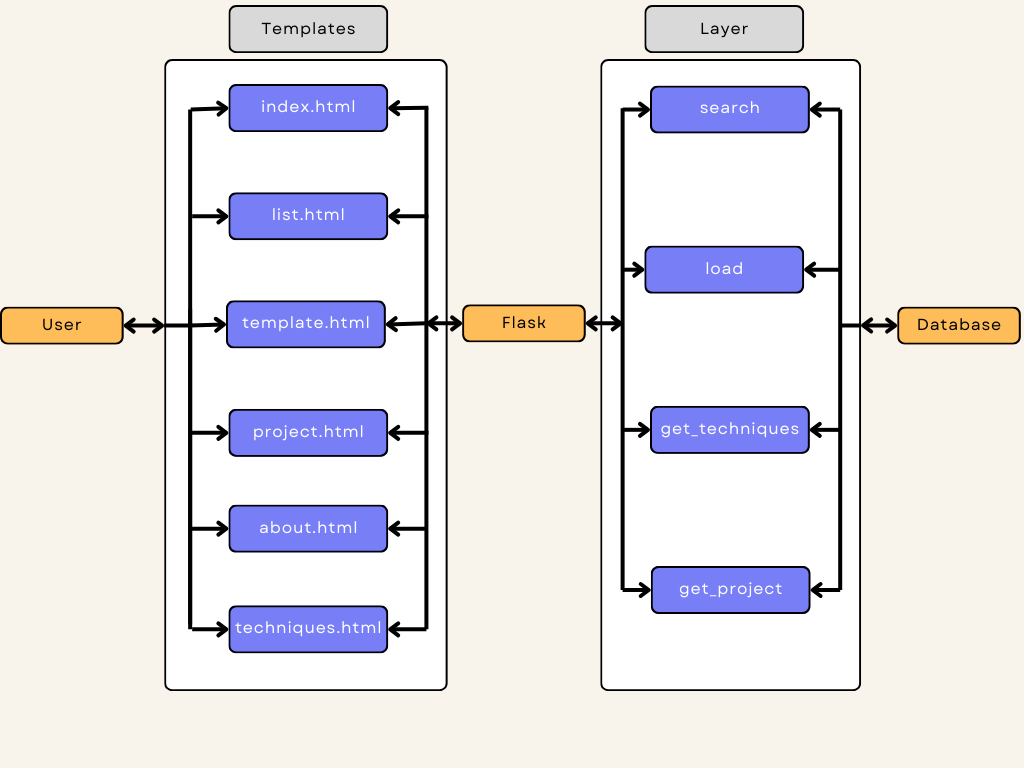 Templates
Layer
index.html
list.html
template.html
project.html
about.html
techniques.html
User
Flask
search
load
get_techniques
get_project
Database